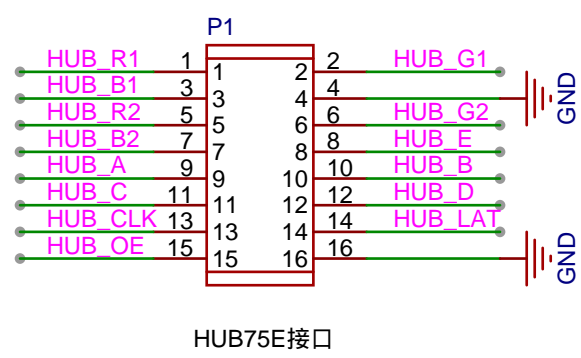 P1
HUB_R1 1 1 2 2 HUB_G1
HUB_B1 3 3 4 4 GND
HUB_R2 5 5 6 6 HUB_G2
HUB_B2 7 7 8 8 HUB_E
HUB_A 9 9 10 10 HUB_B
HUB_C 11 11 12 12 HUB_D
HUB_CLK 13 13 14 14 HUB_LAT
HUB_OE 15 15 16 16 GND
HUB75E接口